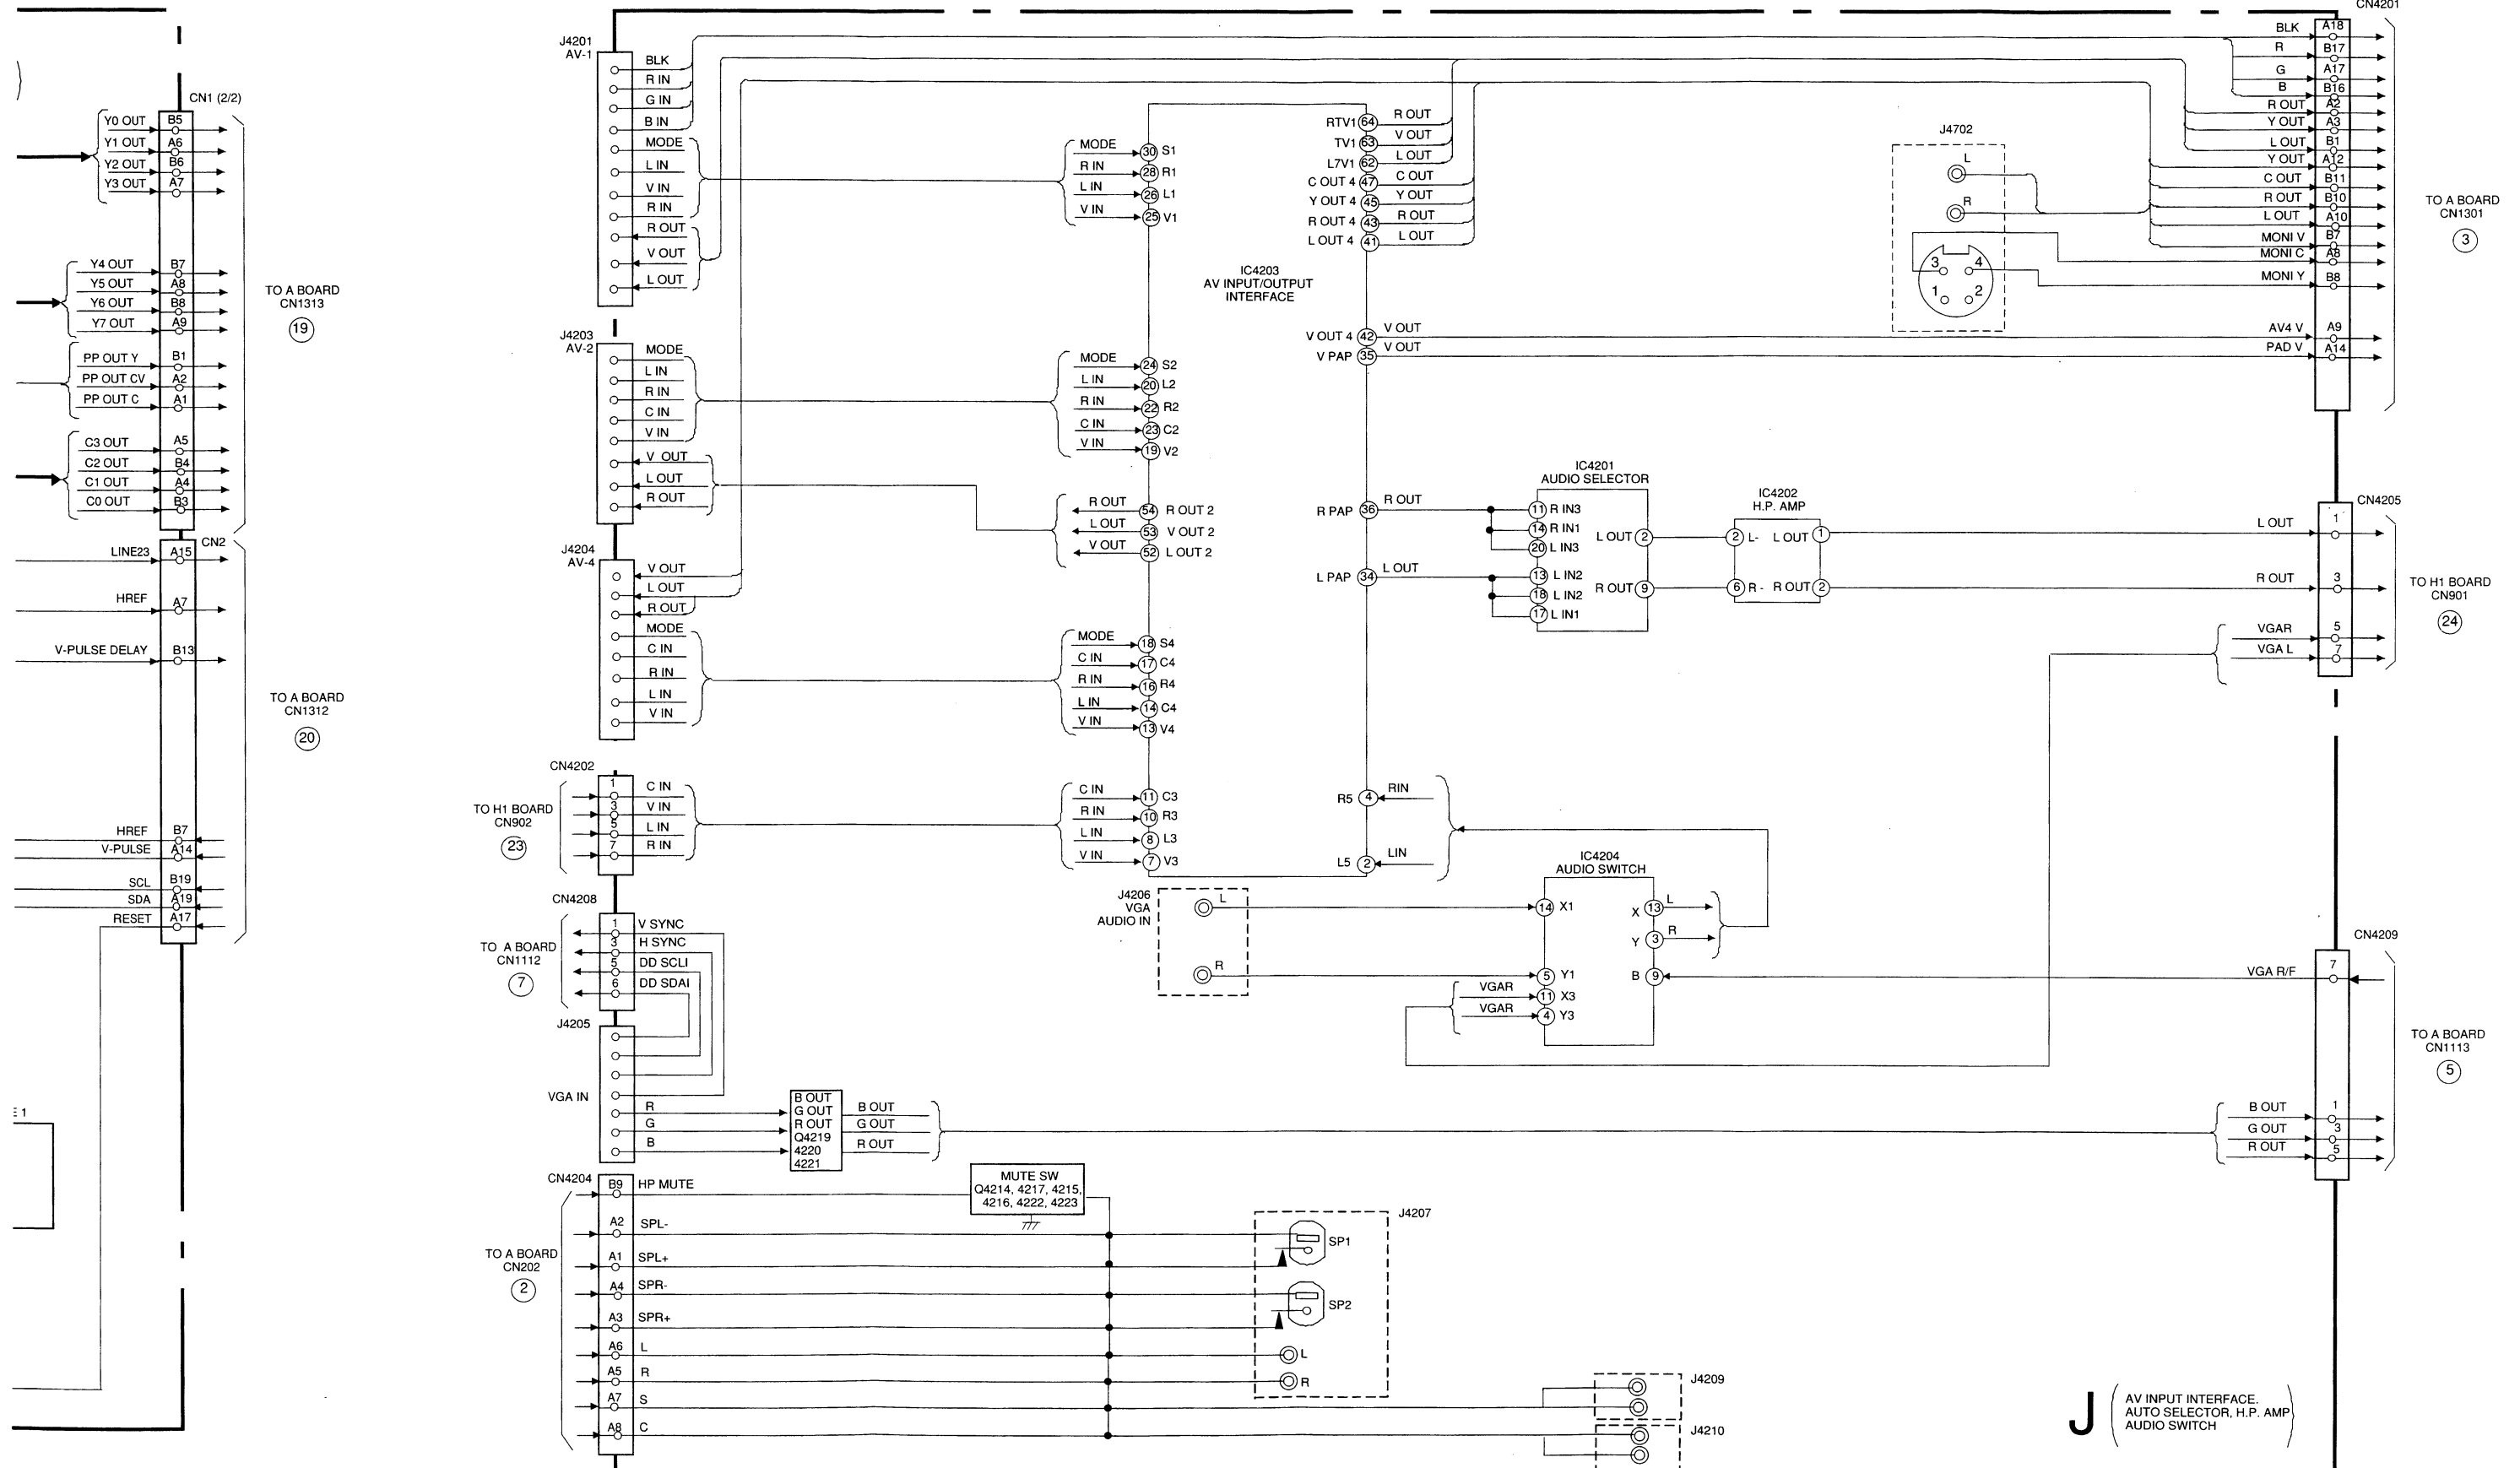 CN1 (2/2)
Y0 OUT B5
Y1 OUT A6
Y2 OUT B6
Y3 OUT A7
Y4 OUT B7
Y5 OUT A8
Y6 OUT B8
Y7 OUT A9
PP OUT Y B1
PP OUT CV A2
PP OUT C A1
C3 OUT A5
C2 OUT B4
C1 OUT A4
C0 OUT B3
TO A BOARD
CN1313
19
CN2
LINE23 A15
HREF A7
V-PULSE DELAY B13
HREF B7
V-PULSE A14
SCL B19
SDA A19
RESET A17
TO A BOARD
CN1312
20
J4201
AV-1
BLK
R IN
G IN
B IN
MODE
L IN
V IN
R IN
R OUT
V OUT
L OUT
J4203
AV-2
MODE
L IN
R IN
C IN
V IN
V OUT
L OUT
R OUT
J4204
AV-4
V OUT
L OUT
R OUT
MODE
C IN
R IN
L IN
V IN
CN4202
TO H1 BOARD
CN902
23
1 C IN
3 V IN
5 L IN
7 R IN
CN4208
TO A BOARD
CN1112
7
1 V SYNC
3 H SYNC
5 DD SCLI
6 DD SDAI
J4205
VGA IN
R
G
B
B OUT
G OUT
R OUT
Q4219
4220
4221
B OUT
G OUT
R OUT
CN4204
TO A BOARD
CN202
2
B9 HP MUTE
A2 SPL-
A1 SPL+
A4 SPR-
A3 SPR+
A6 L
A5 R
A7 S
A8 C
MUTE SW
Q4214, 4217, 4215,
4216, 4222, 4223
J4207
SP1
SP2
L
R
J4209
J4210
IC4203
AV INPUT/OUTPUT
INTERFACE
MODE 30 S1
R IN 28 R1
L IN 26 L1
V IN 25 V1
MODE 24 S2
L IN 20 L2
R IN 22 R2
C IN 23 C2
V IN 19 V2
R OUT 54 R OUT 2
L OUT 53 V OUT 2
V OUT 52 L OUT 2
MODE 18 S4
C IN 17 C4
R IN 16 R4
L IN 14 C4
V IN 13 V4
C IN 11 C3
R IN 10 R3
L IN 8 L3
V IN 7 V3
RTV1 64 R OUT
TV1 63 V OUT
L7V1 62 L OUT
C OUT 4 47 C OUT
Y OUT 4 45 Y OUT
R OUT 4 43 R OUT
L OUT 4 41 L OUT
V OUT 4 42 V OUT
V PAP 35 V OUT
R PAP 36 R OUT
L PAP 34 L OUT
R5 4 RIN
L5 2 LIN
IC4201
AUDIO SELECTOR
11 R IN3
14 R IN1
20 L IN3
13 L IN2
18 L IN2
17 L IN1
L OUT 2
R OUT 9
IC4202
H.P. AMP
2 L- L OUT 1
6 R - R OUT 2
J4206
VGA
AUDIO IN
L
R
IC4204
AUDIO SWITCH
14 X1
5 Y1
VGAR 11 X3
VGAR 4 Y3
X 13 L
Y 3 R
B 9
J4702
L
R
3 4
1 2
CN4201
BLK A18
R B17
G A17
B B16
R OUT A2
Y OUT A3
L OUT B1
Y OUT A12
C OUT B11
R OUT B10
L OUT A10
MONI V B7
MONI C A8
MONI Y B8
AV4 V A9
PAD V A14
TO A BOARD
CN1301
3
CN4205
L OUT 1
R OUT 3
VGAR 5
VGA L 7
TO H1 BOARD
CN901
24
CN4209
VGA R/F 7
B OUT 1
G OUT 3
R OUT 5
TO A BOARD
CN1113
5
J
AV INPUT INTERFACE.
AUTO SELECTOR, H.P. AMP
AUDIO SWITCH